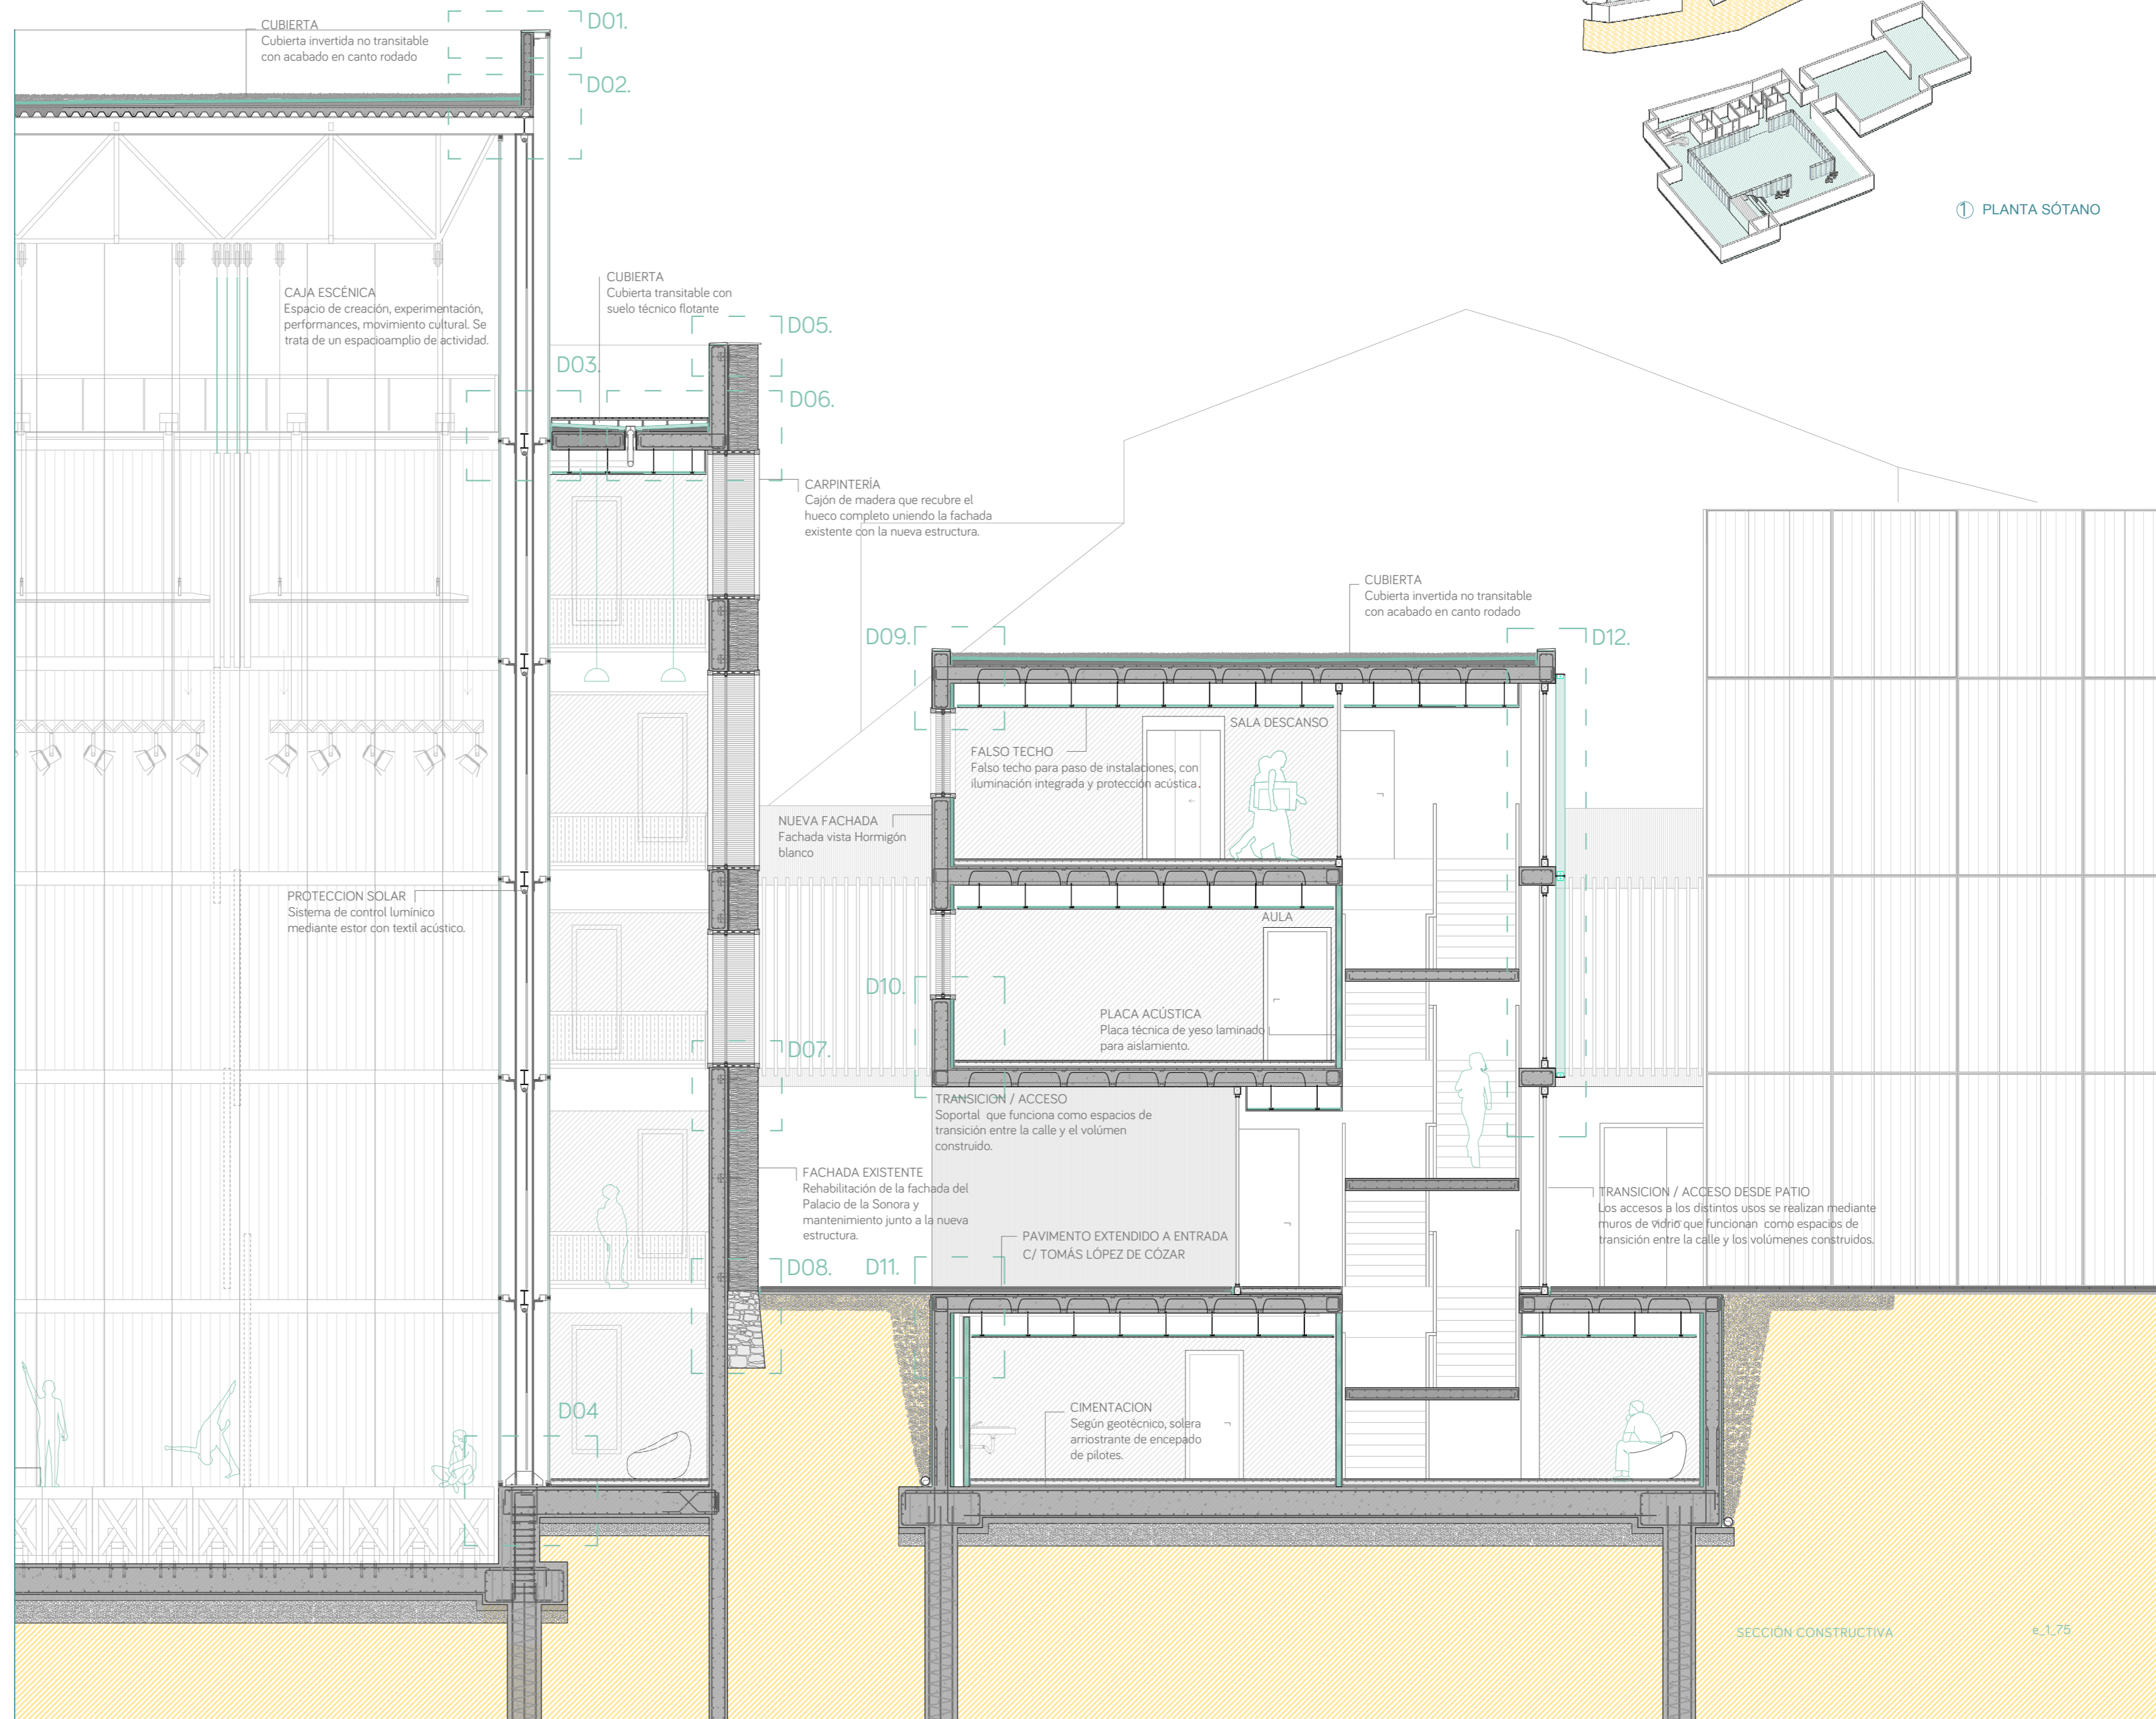 CUBIERTA
Cubierta invertida no transitable
con acabado en canto rodado
D01.
D02.
① PLANTA SÓTANO
CAJA ESCÉNICA
Espacio de creación, experimentación,
performances, movimiento cultural. Se
trata de un espacioamplio de actividad.
CUBIERTA
Cubierta transitable con
suelo técnico flotante
D03.
D05.
D06.
CARPINTERÍA
Cajón de madera que recubre el
hueco completo uniendo la fachada
existente con la nueva estructura.
CUBIERTA
Cubierta invertida no transitable
con acabado en canto rodado
D09.
D12.
SALA DESCANSO
FALSO TECHO
Falso techo para paso de instalaciones, con
iluminación integrada y protección acústica.
NUEVA FACHADA
Fachada vista Hormigón
blanco
PROTECCION SOLAR
Sistema de control lumínico
mediante estor con textil acústico.
AULA
D10.
PLACA ACÚSTICA
Placa técnica de yeso laminado
para aislamiento.
D07.
TRANSICION / ACCESO
Soportal que funciona como espacios de
transición entre la calle y el volúmen
construido.
FACHADA EXISTENTE
Rehabilitación de la fachada del
Palacio de la Sonora y
mantenimiento junto a la nueva
estructura.
TRANSICION / ACCESO DESDE PATIO
Los accesos a los distintos usos se realizan mediante
muros de vidrio que funcionan como espacios de
transición entre la calle y los volúmenes construidos.
PAVIMENTO EXTENDIDO A ENTRADA
C/ TOMÁS LÓPEZ DE CÓZAR
D08.
D11.
D04
CIMENTACION
Según geotécnico, solera
arriostrante de encepado
de pilotes.
SECCIÓN CONSTRUCTIVA
e_1_75